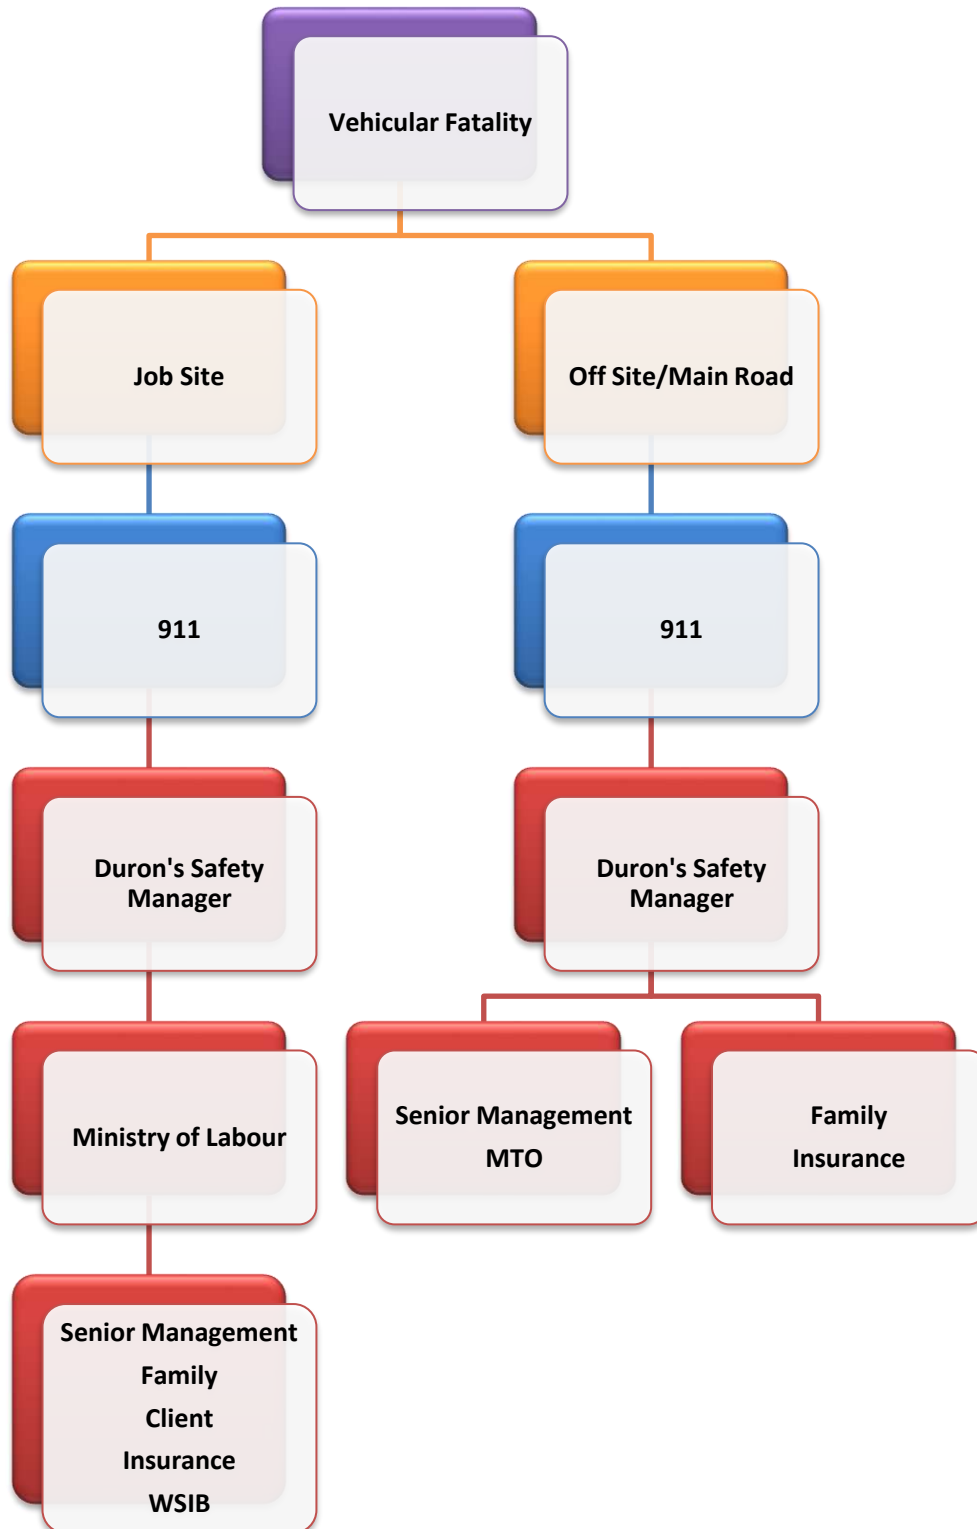 Vehicular Fatality
Job Site
Off Site/Main Road
911
911
Duron's Safety
Manager
Duron's Safety
Manager
Ministry of Labour
Senior Management
MTO
Family
Insurance
Senior Management
Family
Client
Insurance
WSIB